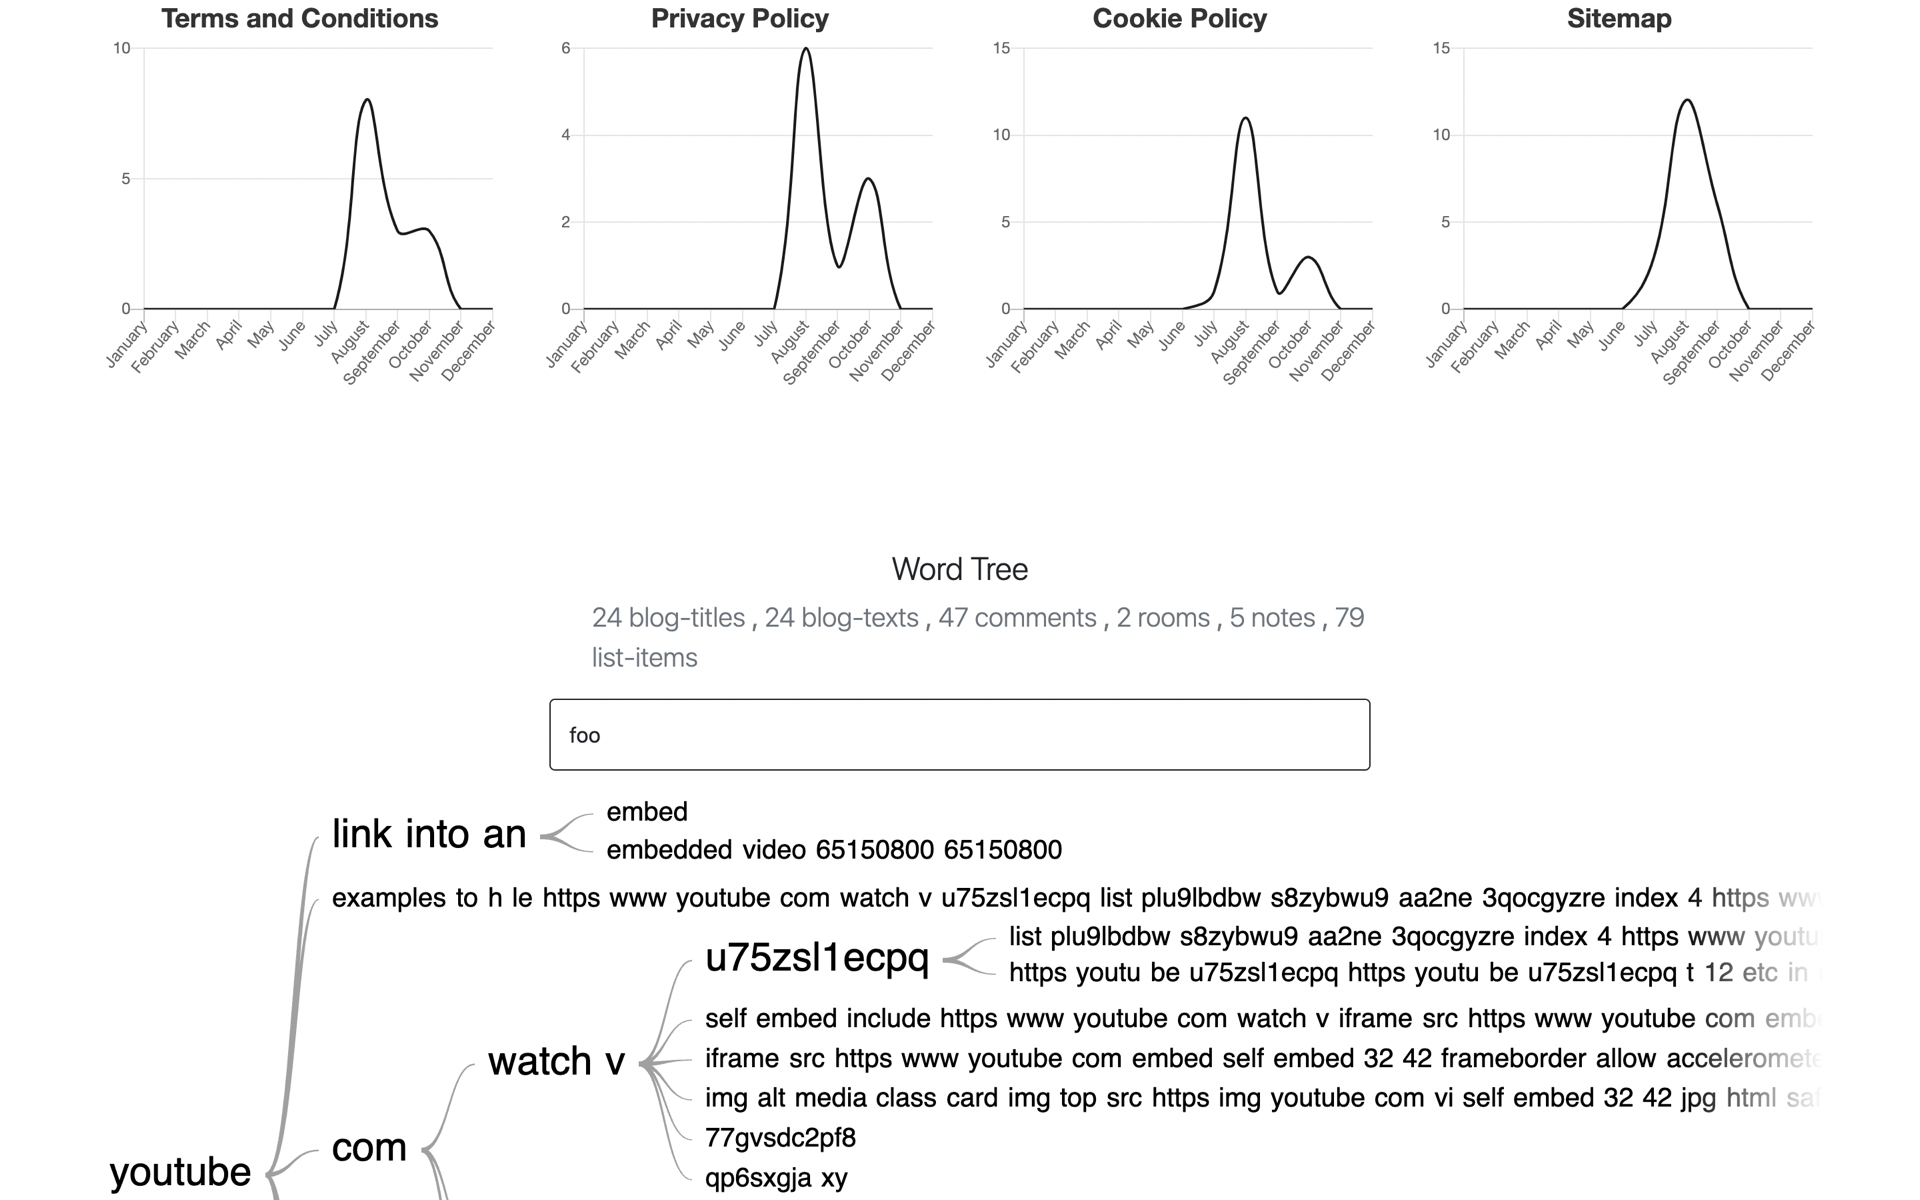 Terms and Conditions
10
5
0
January
February
March
April
May
June
July
August
September
October
November
December
Privacy Policy
6
4
2
0
January
February
March
April
May
June
July
August
September
October
November
December
Cookie Policy
15
10
5
0
January
February
March
April
May
June
July
August
September
October
November
December
Sitemap
15
10
5
0
January
February
March
April
May
June
July
August
September
October
November
December
Word Tree
24 blog-titles , 24 blog-texts , 47 comments , 2 rooms , 5 notes , 79
list-items
foo
link into an
embed
embedded video 65150800 65150800
examples to h le https www youtube com watch v u75zsl1ecpq list plu9lbdbw s8zybwu9 aa2ne 3qocgyzre index 4 https
u75zsl1ecpq
list plu9lbdbw s8zybwu9 aa2ne 3qocgyzre index 4 https www
https youtu be u75zsl1ecpq https youtu be u75zsl1ecpq t 12 etc in
self embed include https www youtube com watch v iframe src https www youtube com
watch v
iframe src https www youtube com embed self embed 32 42 frameborder allow
img alt media class card img top src https img youtube com vi self embed 32 42 jpg html
77gvsdc2pf8
com
youtube
qp6sxgja xy